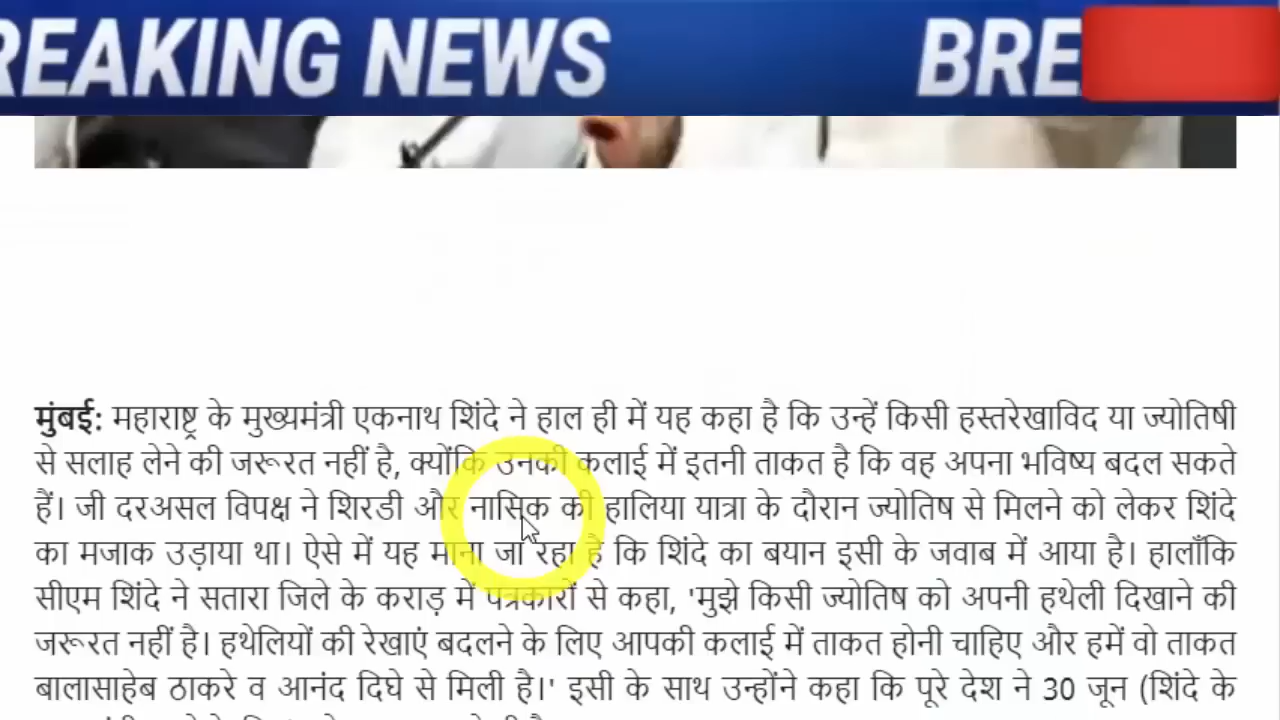 REAKING NEWS BRE
मुंबई: महाराष्ट्र के मुख्यमंत्री एकनाथ शिंदे ने हाल ही में यह कहा है कि उन्हें किसी हस्तरेखाविद या ज्योतिषी
से सलाह लेने की जरूरत नहीं है, क्योंकि उनकी कलाई में इतनी ताकत है कि वह अपना भविष्य बदल सकते
हैं। जी दरअसल विपक्ष ने शिरडी और नासिक की हालिया यात्रा के दौरान ज्योतिष से मिलने को लेकर शिंदे
का मजाक उड़ाया था। ऐसे में यह माना जा रहा है कि शिंदे का बयान इसी के जवाब में आया है। हालाँकि
सीएम शिंदे ने सतारा जिले के कराड़ में पत्रकारों से कहा, 'मुझे किसी ज्योतिष को अपनी हथेली दिखाने की
जरूरत नहीं है। हथेलियों की रेखाएं बदलने के लिए आपकी कलाई में ताकत होनी चाहिए और हमें वो ताकत
बालासाहेब ठाकरे व आनंद दिघे से मिली है।' इसी के साथ उन्होंने कहा कि पूरे देश ने 30 जून (शिंदे के